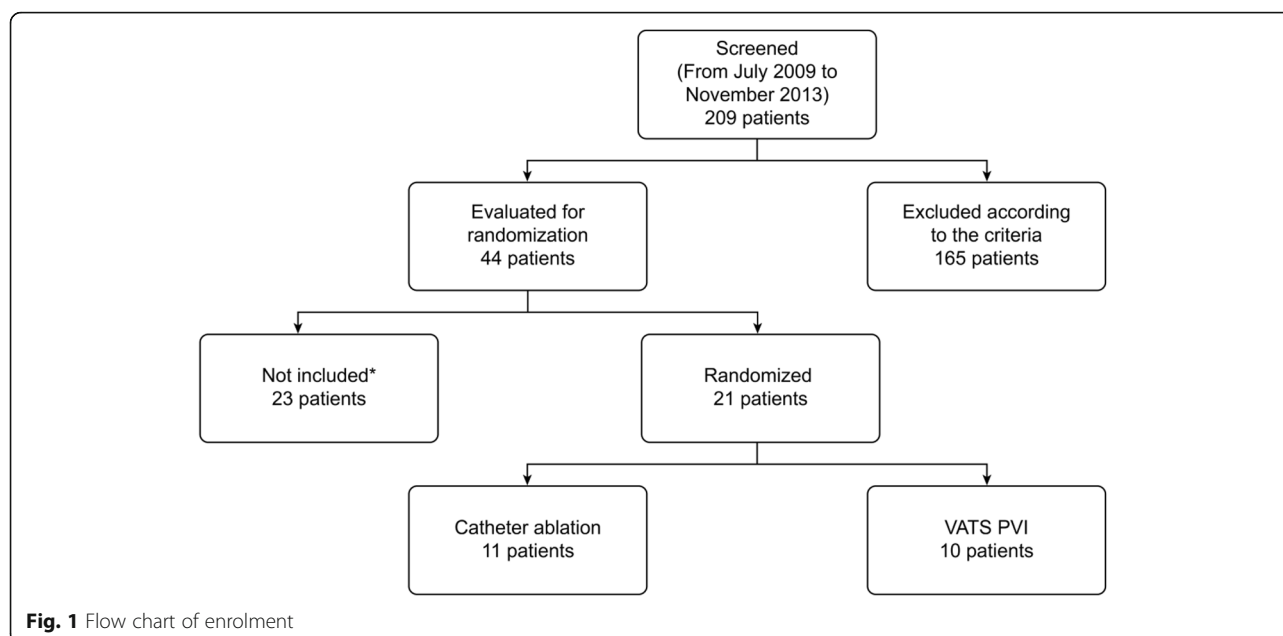 Screened
(From July 2009 to
November 2013)
209 patients
Evaluated for
randomization
44 patients
Excluded according
to the criteria
165 patients
Not included*
23 patients
Randomized
21 patients
Catheter ablation
11 patients
VATS PVI
10 patients
Fig. 1 Flow chart of enrolment